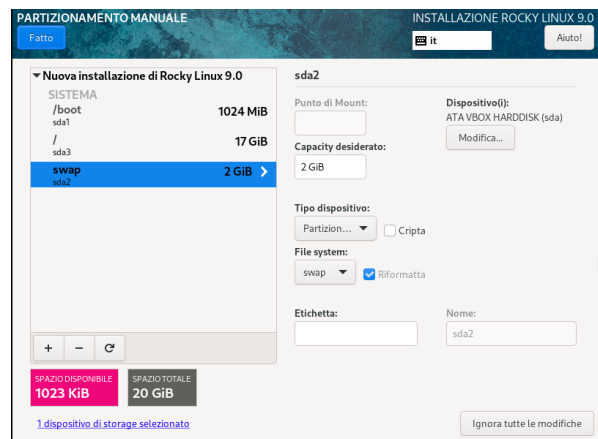 PARTIZIONAMENTO MANUALE
INSTALLAZIONE ROCKY LINUX 9.0
Fatto
it
Aiuto!
Nuova installazione di Rocky Linux 9.0
SISTEMA
/boot
1024 MiB
sda1
/
17 GiB
sda3
swap
2 GiB
sda2
sda2
Punto di Mount:
Dispositivo(i):
ATA VBOX HARDDISK (sda)
Modifica...
Capacity desiderato:
2 GiB
Tipo dispositivo:
Partizion...
Cripta
File system:
swap
Riformatta
Etichetta:
Nome:
sda2
+ −
SPAZIO DISPONIBILE
1023 KiB
SPAZIO TOTALE
20 GiB
1 dispositivo di storage selezionato
Ignora tutte le modifiche